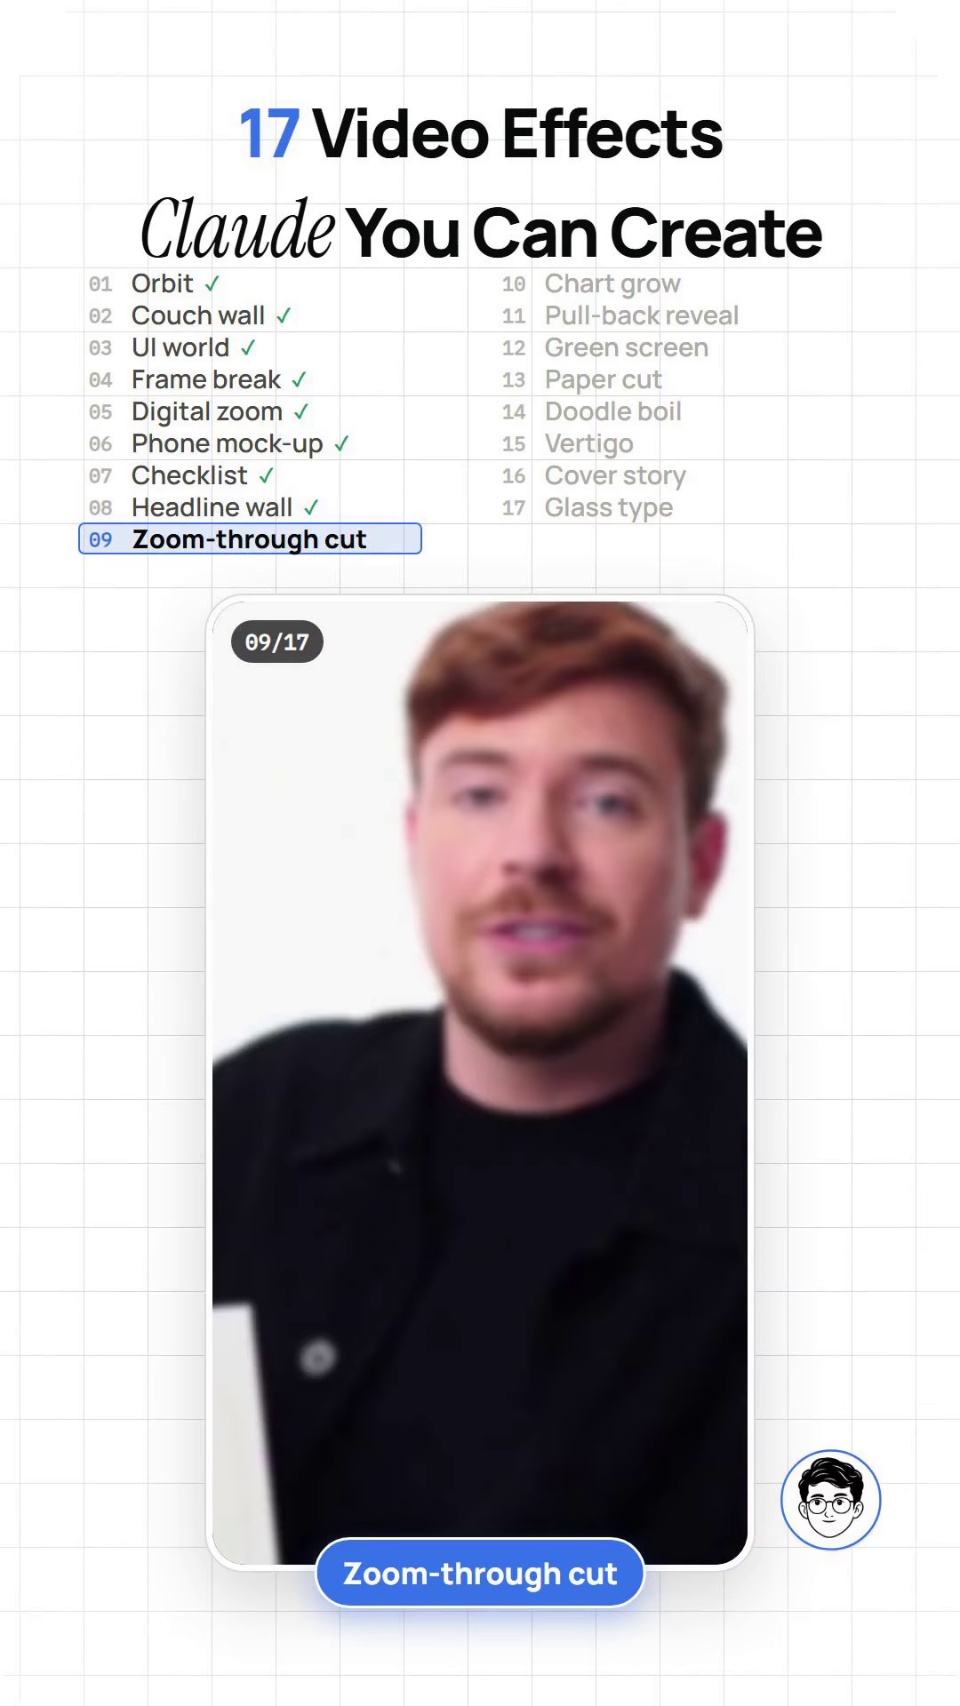 17 Video Effects
Claude You Can Create
01 Orbit ✓
02 Couch wall ✓
03 UI world ✓
04 Frame break ✓
05 Digital zoom ✓
06 Phone mock-up ✓
07 Checklist ✓
08 Headline wall ✓
09 Zoom-through cut
10 Chart grow
11 Pull-back reveal
12 Green screen
13 Paper cut
14 Doodle boil
15 Vertigo
16 Cover story
17 Glass type
09/17
Zoom-through cut